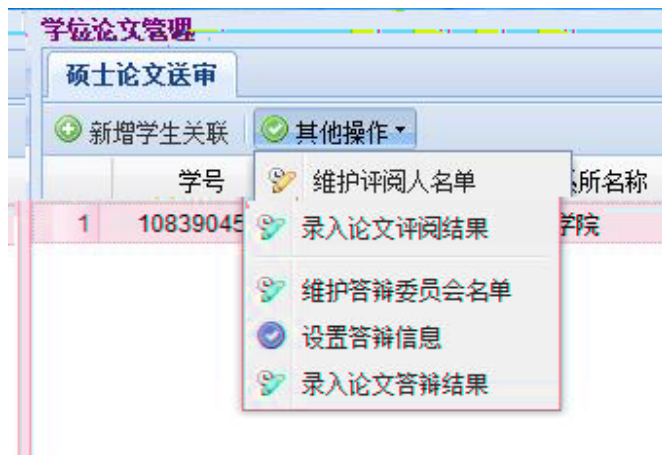 学位论文管理
硕士论文送审
新增学生关联 其他操作
学号 所名称
维护评阅人名单
1 10839045 学院
录入论文评阅结果
维护答辩委员会名单
设置答辩信息
录入论文答辩结果